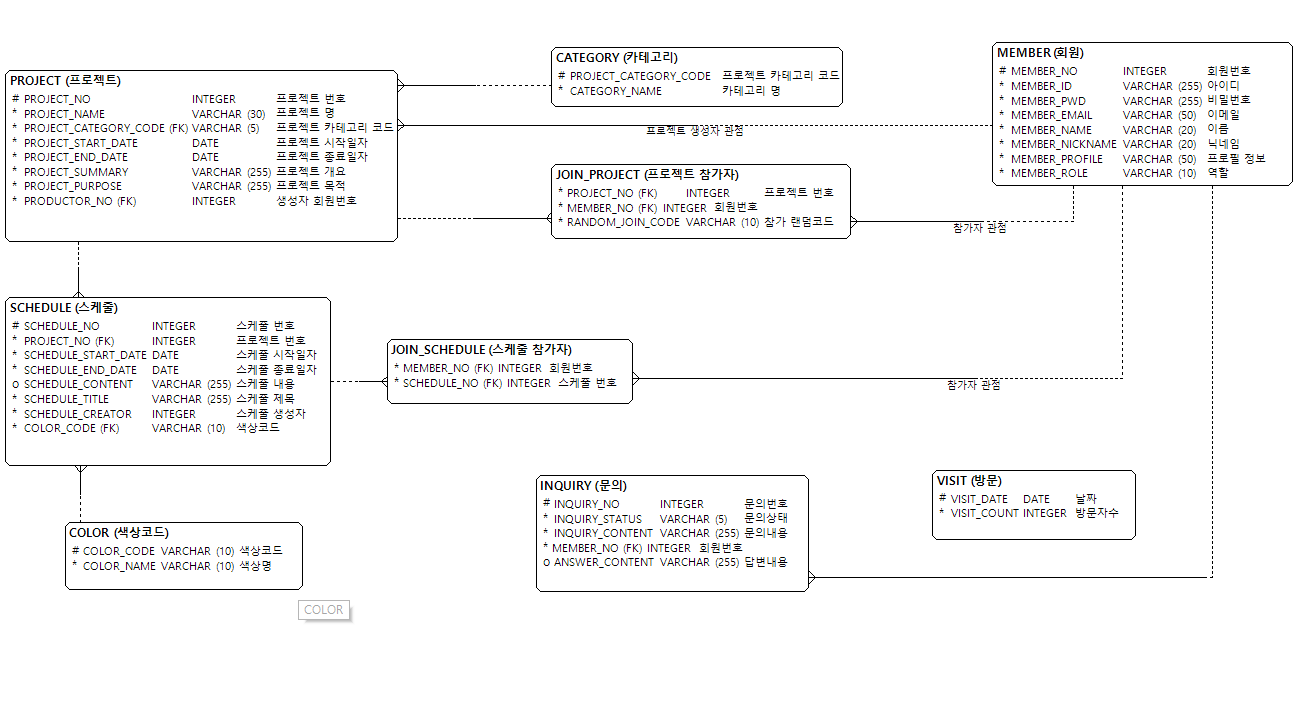 PROJECT (프로젝트)
# PROJECT_NO INTEGER 프로젝트 번호
* PROJECT_NAME VARCHAR (30) 프로젝트 명
* PROJECT_CATEGORY_CODE (FK) VARCHAR (5) 프로젝트 카테고리 코드
* PROJECT_START_DATE DATE 프로젝트 시작일자
* PROJECT_END_DATE DATE 프로젝트 종료일자
* PROJECT_SUMMARY VARCHAR (255) 프로젝트 개요
* PROJECT_PURPOSE VARCHAR (255) 프로젝트 목적
* PRODUCTOR_NO (FK) INTEGER 생성자 회원번호
CATEGORY (카테고리)
# PROJECT_CATEGORY_CODE 프로젝트 카테고리 코드
* CATEGORY_NAME 카테고리 명
MEMBER (회원)
# MEMBER_NO INTEGER 회원번호
* MEMBER_ID VARCHAR (255) 아이디
* MEMBER_PWD VARCHAR (255) 비밀번호
* MEMBER_EMAIL VARCHAR (50) 이메일
* MEMBER_NAME VARCHAR (20) 이름
* MEMBER_NICKNAME VARCHAR (20) 닉네임
* MEMBER_PROFILE VARCHAR (50) 프로필 정보
* MEMBER_ROLE VARCHAR (10) 역할
프로젝트 생성자 관점
JOIN_PROJECT (프로젝트 참가자)
* PROJECT_NO (FK) INTEGER 프로젝트 번호
* MEMBER_NO (FK) INTEGER 회원번호
* RANDOM_JOIN_CODE VARCHAR (10) 참가 랜덤코드
참가자 관점
SCHEDULE (스케줄)
# SCHEDULE_NO INTEGER 스케쥴 번호
* PROJECT_NO (FK) INTEGER 프로젝트 번호
* SCHEDULE_START_DATE DATE 스케쥴 시작일자
* SCHEDULE_END_DATE DATE 스케쥴 종료일자
o SCHEDULE_CONTENT VARCHAR (255) 스케쥴 내용
* SCHEDULE_TITLE VARCHAR (255) 스케쥴 제목
* SCHEDULE_CREATOR INTEGER 스케쥴 생성자
* COLOR_CODE (FK) VARCHAR (10) 색상코드
JOIN_SCHEDULE (스케줄 참가자)
* MEMBER_NO (FK) INTEGER 회원번호
* SCHEDULE_NO (FK) INTEGER 스케쥴 번호
참가자 관점
COLOR (색상코드)
# COLOR_CODE VARCHAR (10) 색상코드
* COLOR_NAME VARCHAR (10) 색상명
COLOR
INQUIRY (문의)
# INQUIRY_NO INTEGER 문의번호
* INQUIRY_STATUS VARCHAR (5) 문의상태
* INQUIRY_CONTENT VARCHAR (255) 문의내용
* MEMBER_NO (FK) INTEGER 회원번호
o ANSWER_CONTENT VARCHAR (255) 답변내용
VISIT (방문)
# VISIT_DATE DATE 날짜
* VISIT_COUNT INTEGER 방문자수